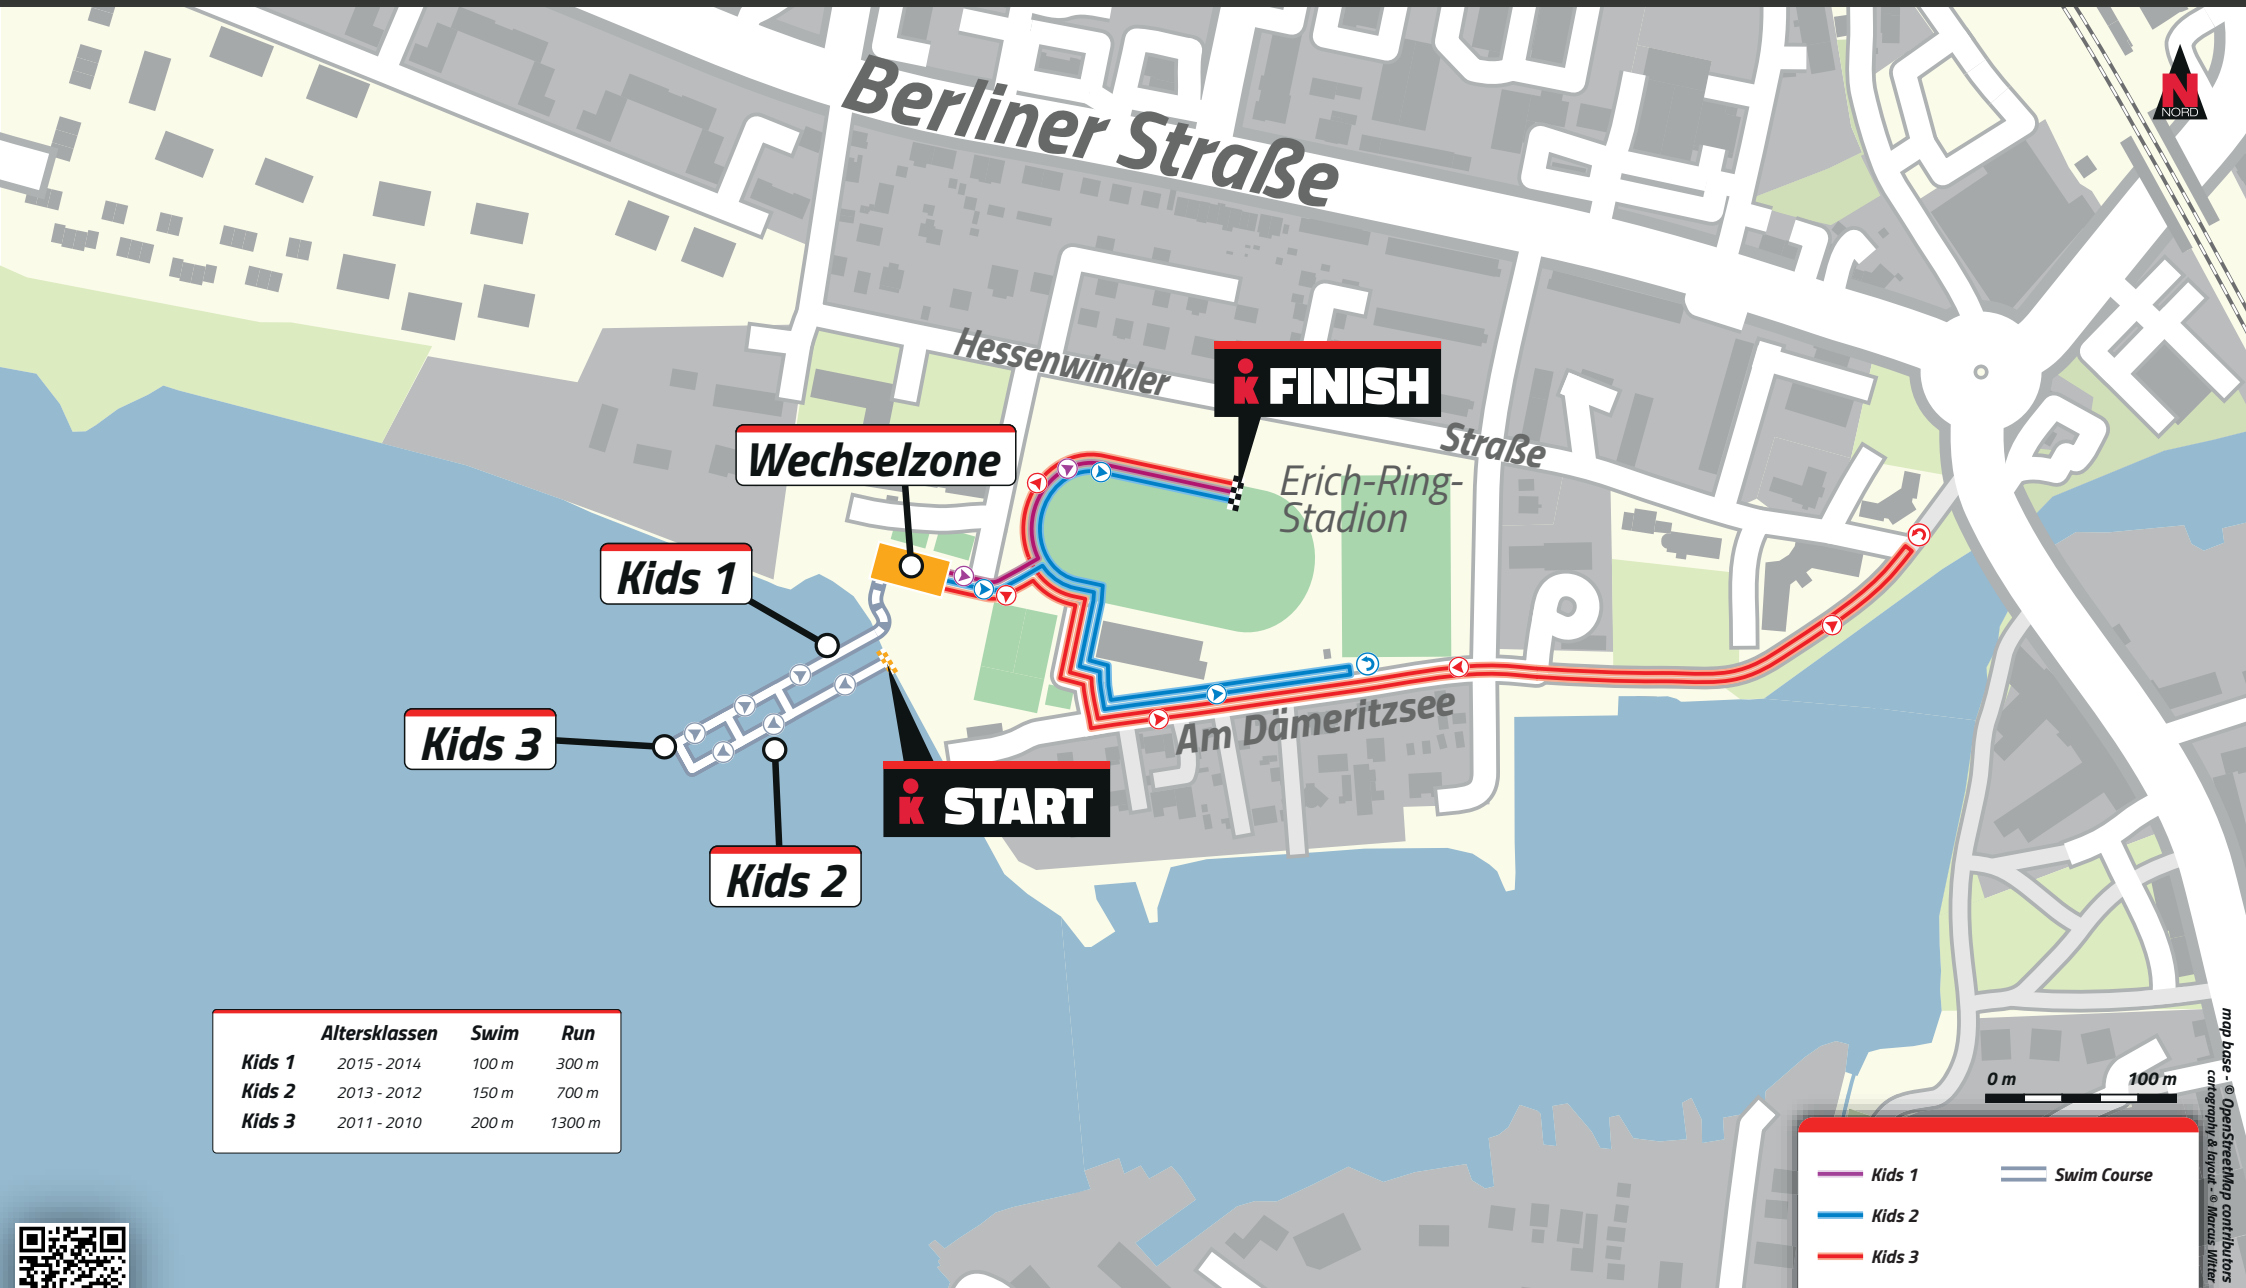 Berliner Straße
N
NORD
Hessenwinkler
Straße
FINISH
Wechselzone
Erich-Ring-
Stadion
Kids 1
Kids 3
Am Dämeritzsee
START
Kids 2
Altersklassen Swim Run
Kids 1 2015 - 2014 100 m 300 m
Kids 2 2013 - 2012 150 m 700 m
Kids 3 2011 - 2010 200 m 1300 m
0 m 100 m
Kids 1 Swim Course
Kids 2
Kids 3
map base - © OpenStreetMap contributors
cartography & layout - © Marcus Witter